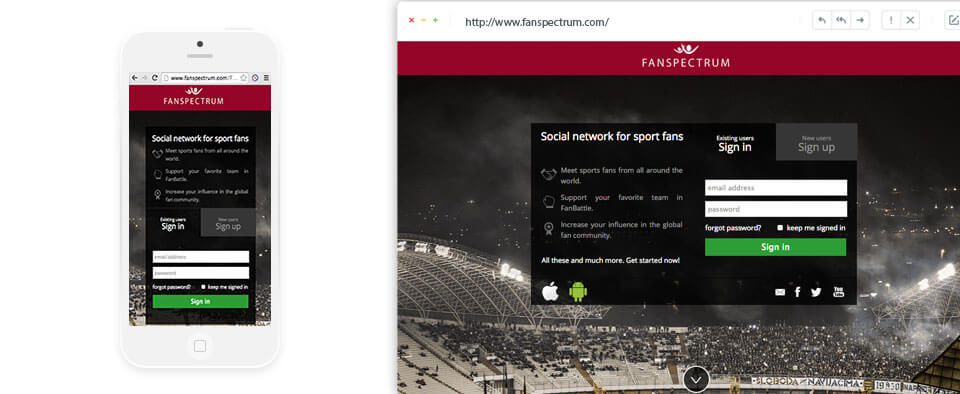 www.fanspectrum.com/?...
FANSPECTRUM
Social network for sport fans
Meet sports fans from all around the
world.
Support your favorite team in
FanBattle.
Increase your influence in the global
fan community.
Existing users
Sign in
New users
Sign up
email address
password
forgot password?
keep me signed in
Sign in
http://www.fanspectrum.com/
FANSPECTRUM
Social network for sport fans
Meet sports fans from all around the
world.
Support your favorite team in
FanBattle.
Increase your influence in the global
fan community.
All these and much more. Get started now!
Existing users
Sign in
New users
Sign up
email address
password
forgot password?
keep me signed in
Sign in
You
Tube
SLOBODA NAVIJACIMA 1950